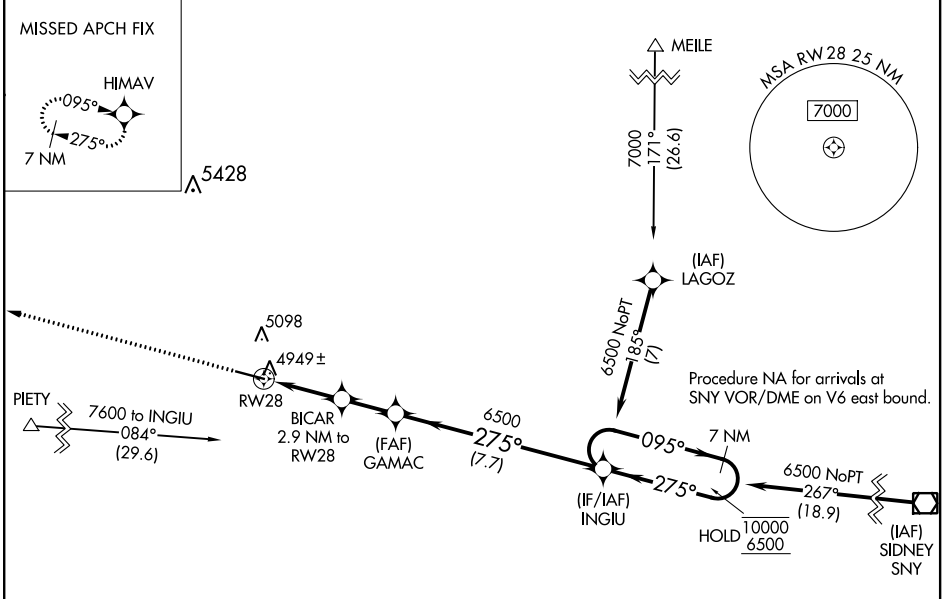 MISSED APCH FIX
HIMAV
095°
275°
7 NM
5428
MEILE
7000
171°
(26.6)
MSA RW28 25 NM
7000
(IAF)
LAGOZ
6500 NoPT
185°
(7)
5098
4949±
RW28
PIETY
7600 to INGIU
084°
(29.6)
BICAR
2.9 NM to
RW28
(FAF)
GAMAC
6500
275°
(7.7)
Procedure NA for arrivals at
SNY VOR/DME on V6 east bound.
7 NM
095°
275°
(IF/IAF)
INGIU
HOLD
10000
6500
6500 NoPT
267°
(18.9)
(IAF)
SIDNEY
SNY